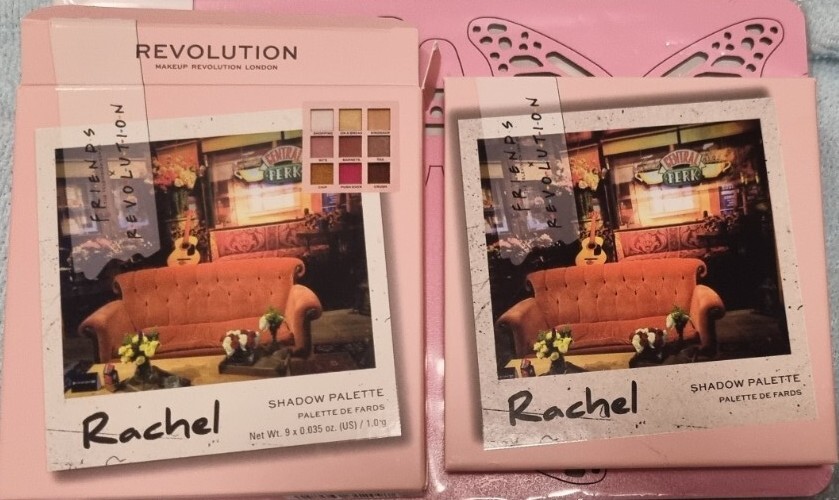 REVOLUTION
MAKEUP REVOLUTION LONDON
FRIENDS
REVOLUTION
CENTRAL
PERK
Rachel
SHADOW PALETTE
PALETTE DE FARDS
Net Wt. 9 x 0.035 oz. (US) / 1.0 g
FRIENDS
REVOLUTION
CENTRAL
PERK
Rachel
SHADOW PALETTE
PALETTE DE FARDS